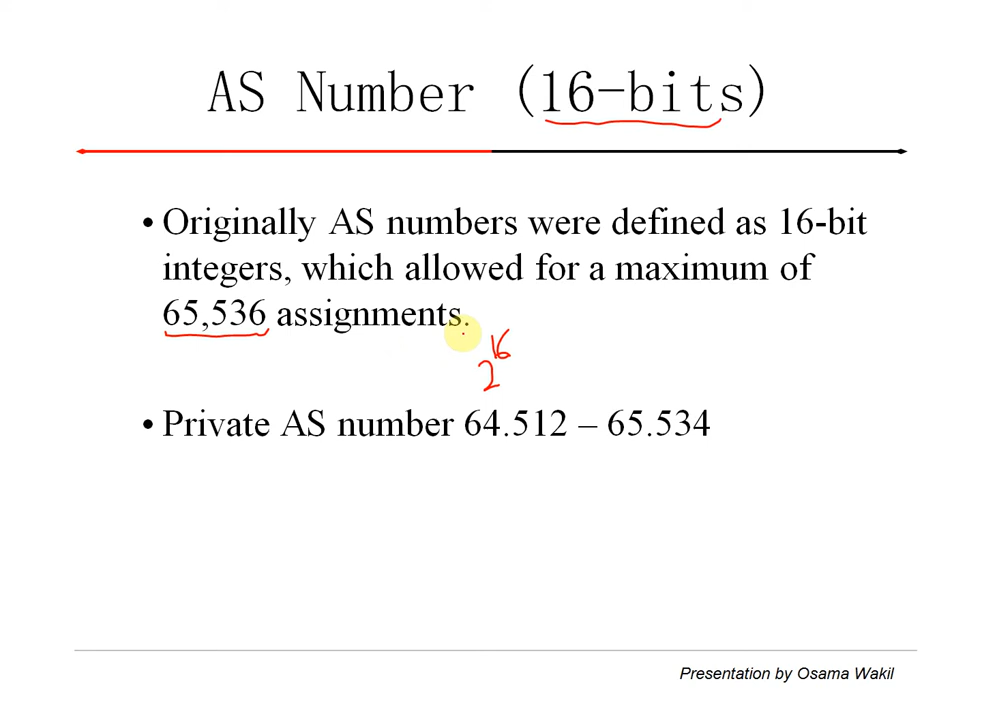 AS Number (16-bits)
• Originally AS numbers were defined as 16-bit
integers, which allowed for a maximum of
65,536 assignments.
2^16
• Private AS number 64.512 – 65.534
Presentation by Osama Wakil